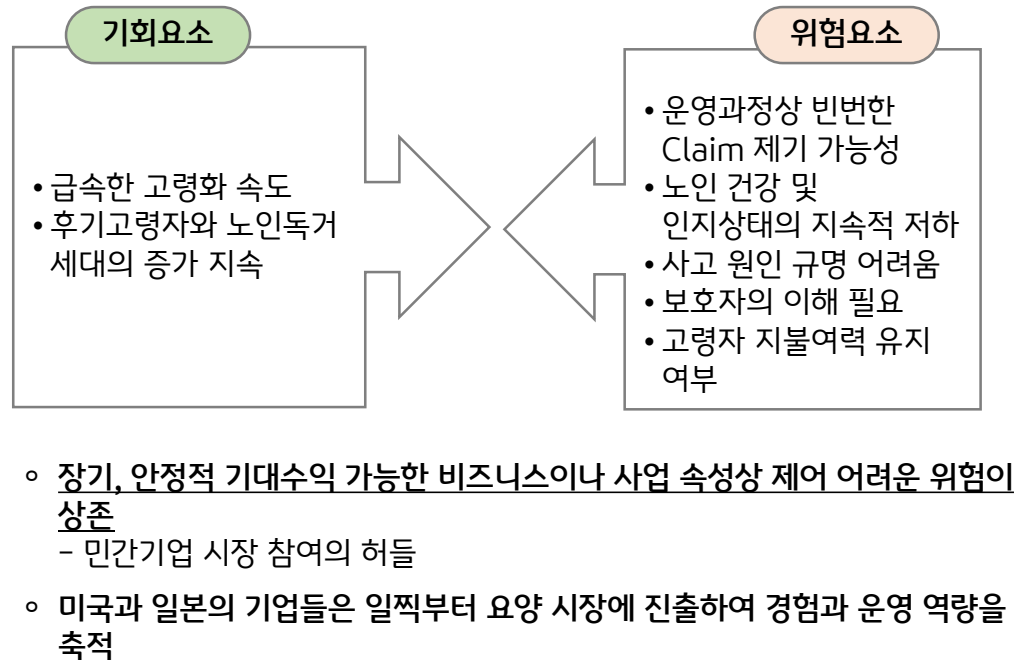 기회요소
• 급속한 고령화 속도
• 후기고령자와 노인독거
세대의 증가 지속
위험요소
• 운영과정상 빈번한
Claim 제기 가능성
• 노인 건강 및
인지상태의 지속적 저하
• 사고 원인 규명 어려움
• 보호자의 이해 필요
• 고령자 지불여력 유지
여부
○ 장기, 안정적 기대수익 가능한 비즈니스이나 사업 속성상 제어 어려운 위험이
상존
– 민간기업 시장 참여의 허들
○ 미국과 일본의 기업들은 일찍부터 요양 시장에 진출하여 경험과 운영 역량을
축적